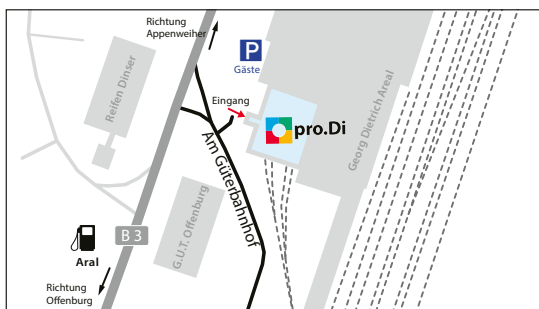 Richtung
Appenweiher
P
Gäste
Reifen Dinser
Eingang
pro.Di
Georg Dietrich Areal
Am Güterbahnhof
G.U.T. Offenburg
B 3
Aral
Richtung
Offenburg